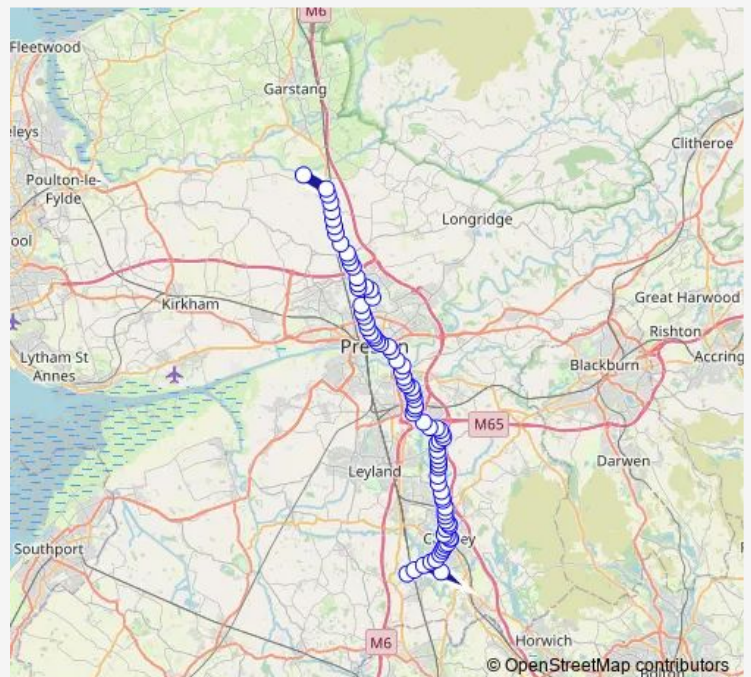 M6
Fleetwood
Garstang
eleys
Clitheroe
Poulton-le-
Fylde
Longridge
ool
Great Harwood
Kirkham
Rishton
Lytham St
Annes
Accring
Blackburn
M65
Leyland
Darwen
Southport
M6
Horwich
© OpenStreetMap contributors